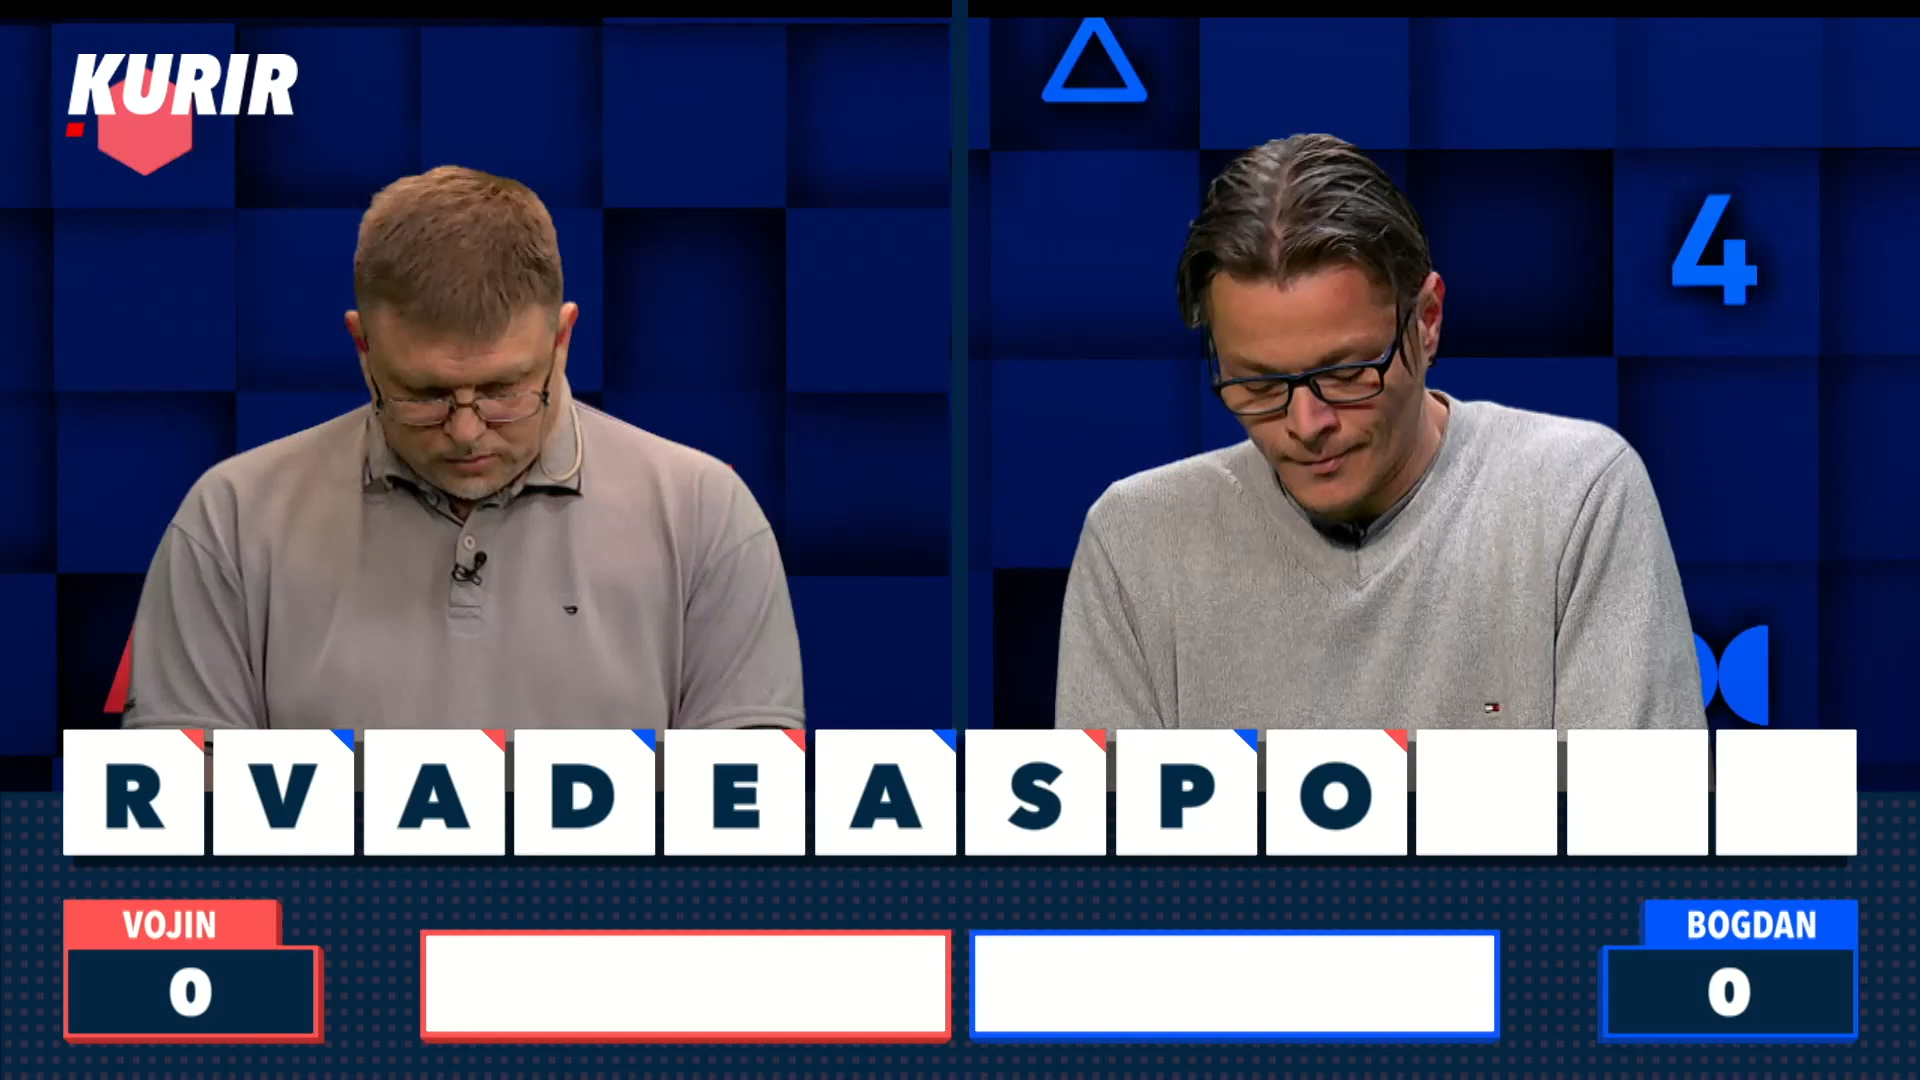 KURIR
4
R V A D E A S P O
VOJIN
BOGDAN
0
0